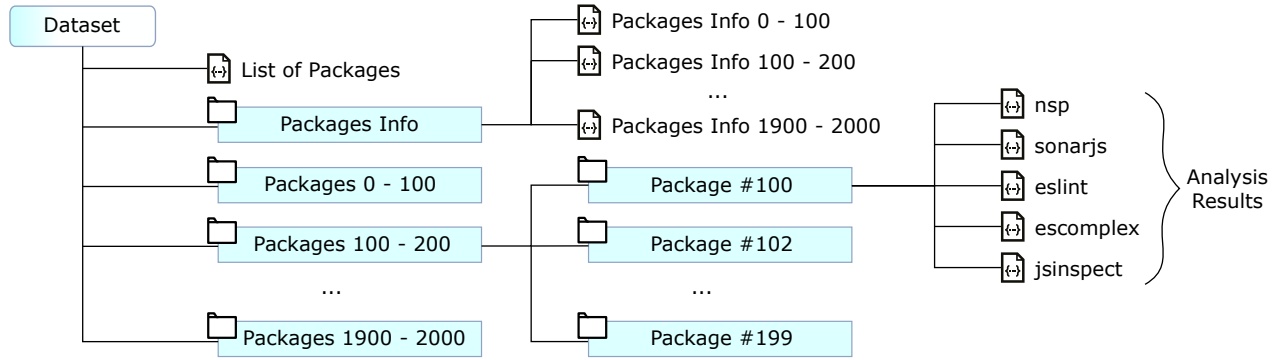 Dataset
List of Packages
Packages Info
Packages 0 - 100
Packages 100 - 200
...
Packages 1900 - 2000
Packages Info 0 - 100
Packages Info 100 - 200
...
Packages Info 1900 - 2000
Package #100
Package #102
...
Package #199
nsp
sonarjs
eslint
escomplex
jsinspect
Analysis
Results